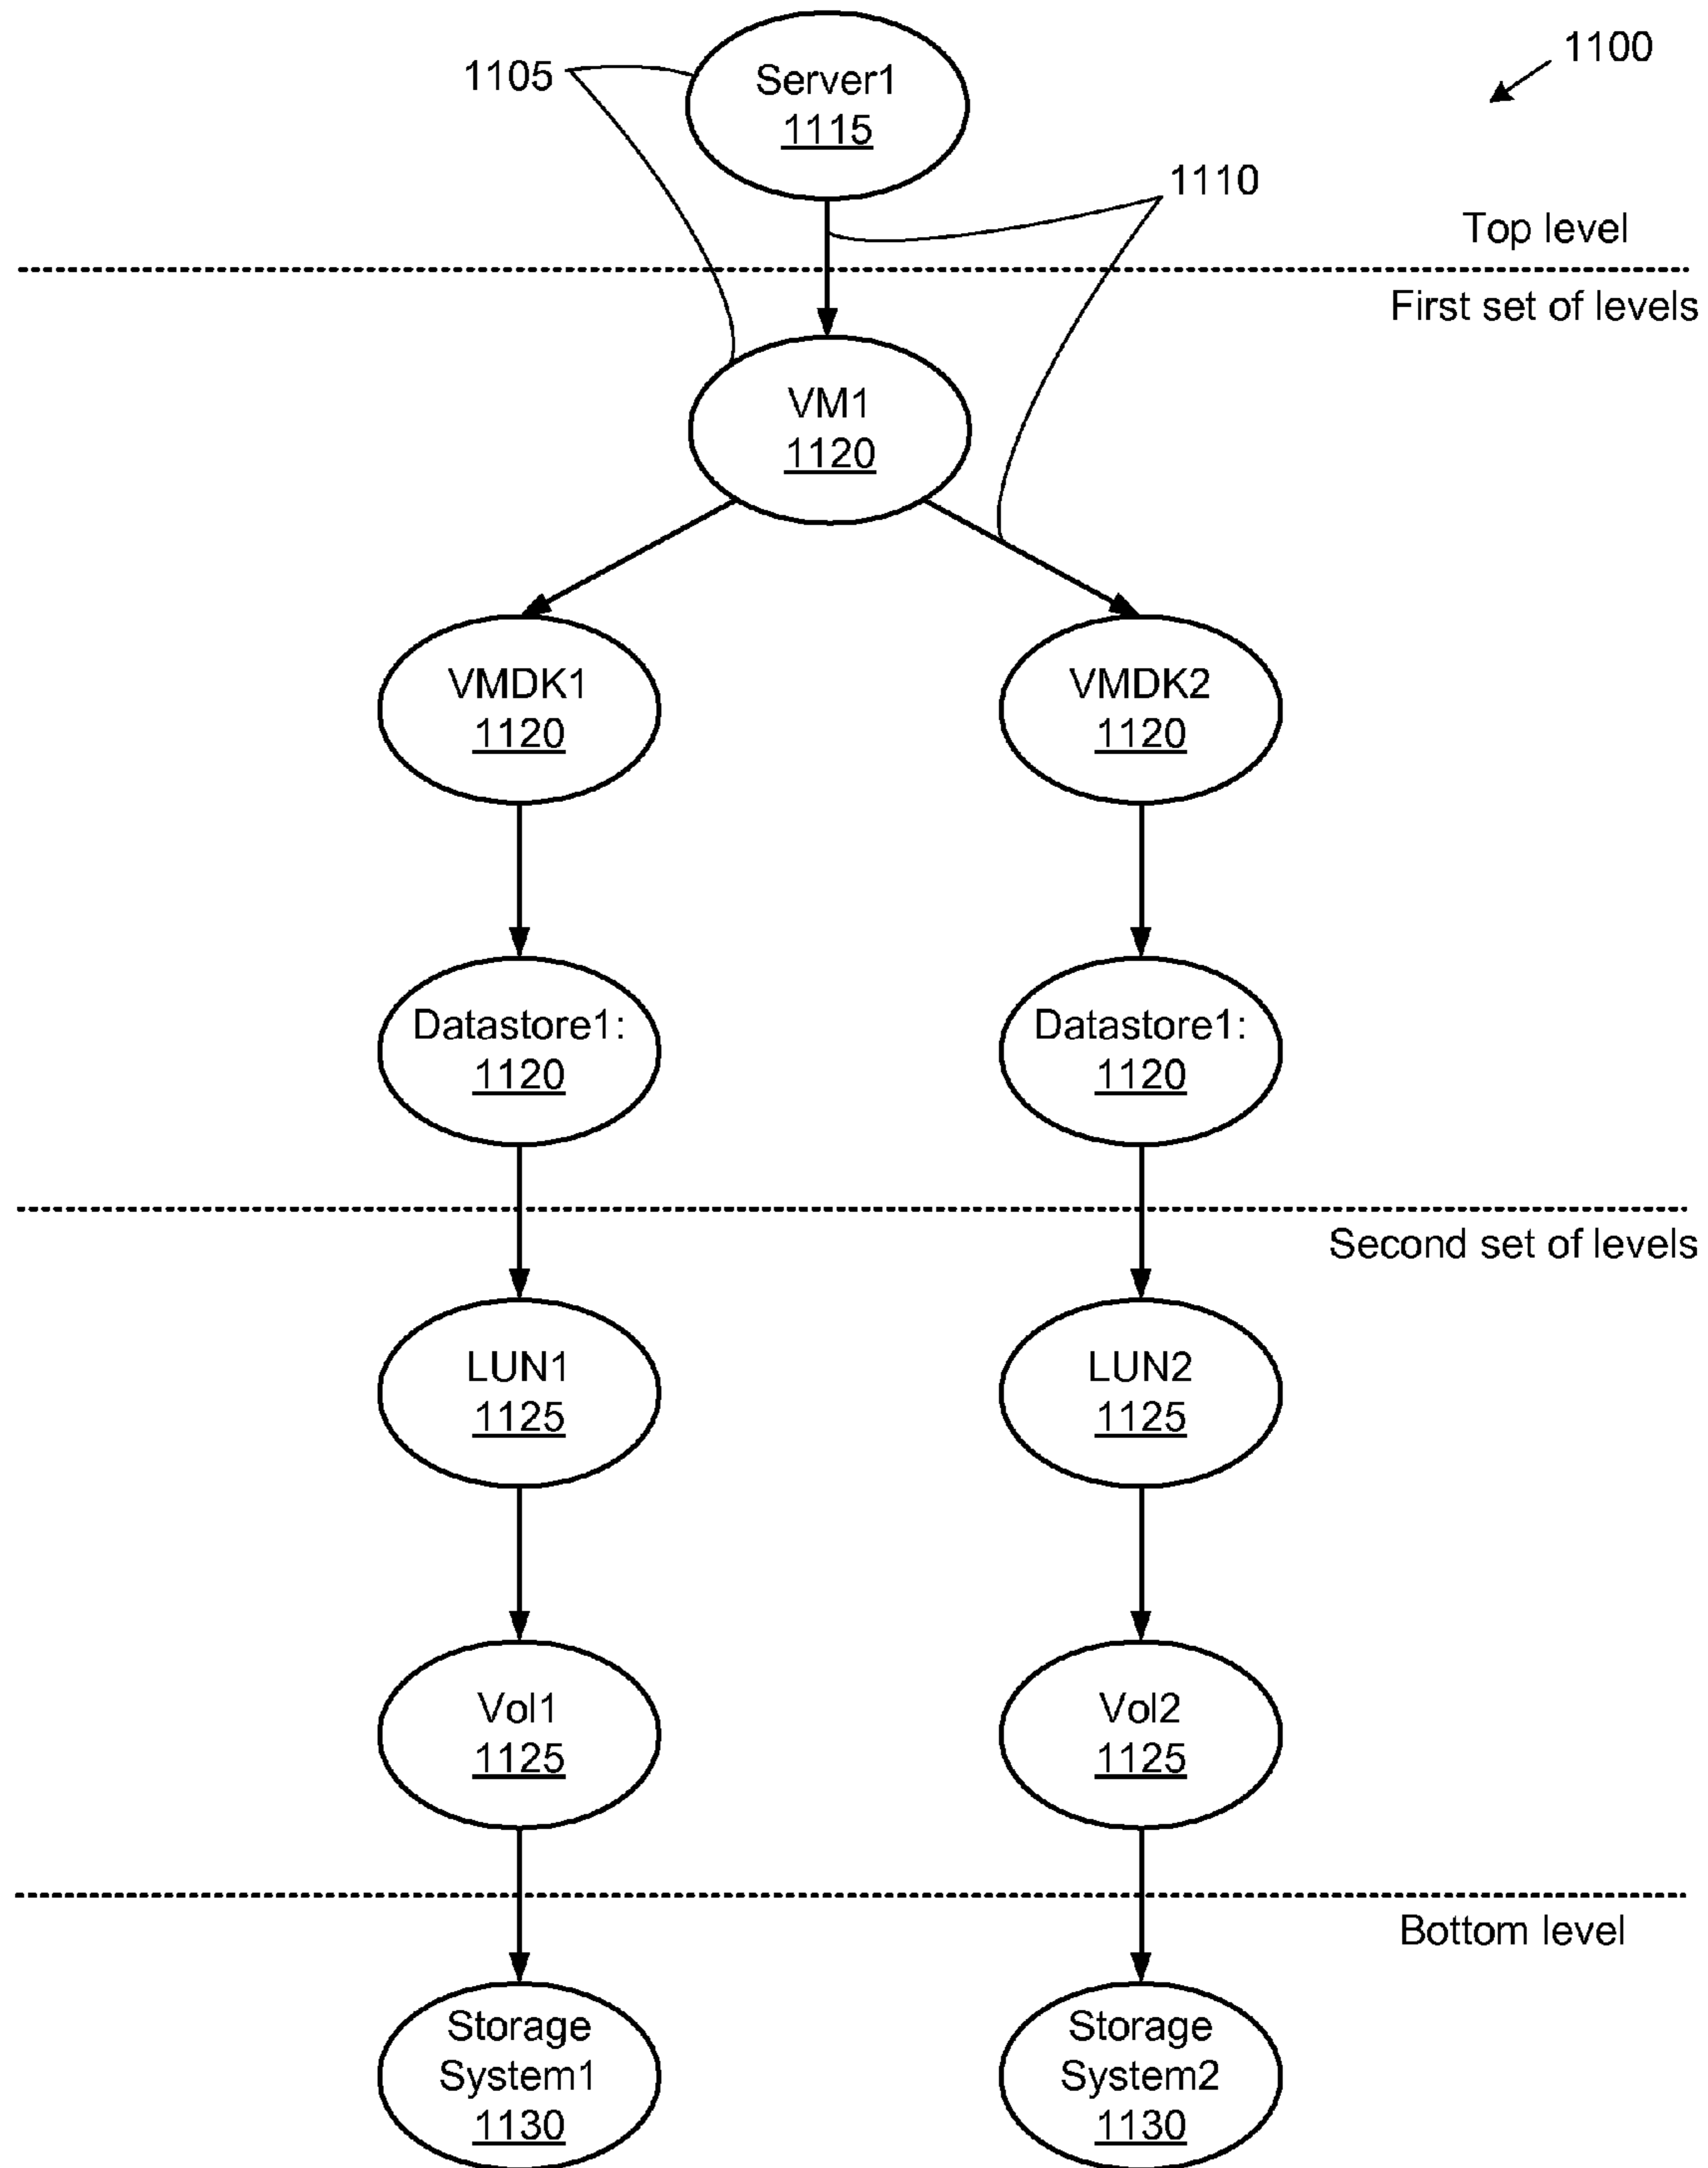 1100
1105
Server1
1115
1110
Top level
First set of levels
VM1
1120
VMDK1
1120
VMDK2
1120
Datastore1:
1120
Datastore1:
1120
Second set of levels
LUN1
1125
LUN2
1125
Vol1
1125
Vol2
1125
Bottom level
Storage
System1
1130
Storage
System2
1130